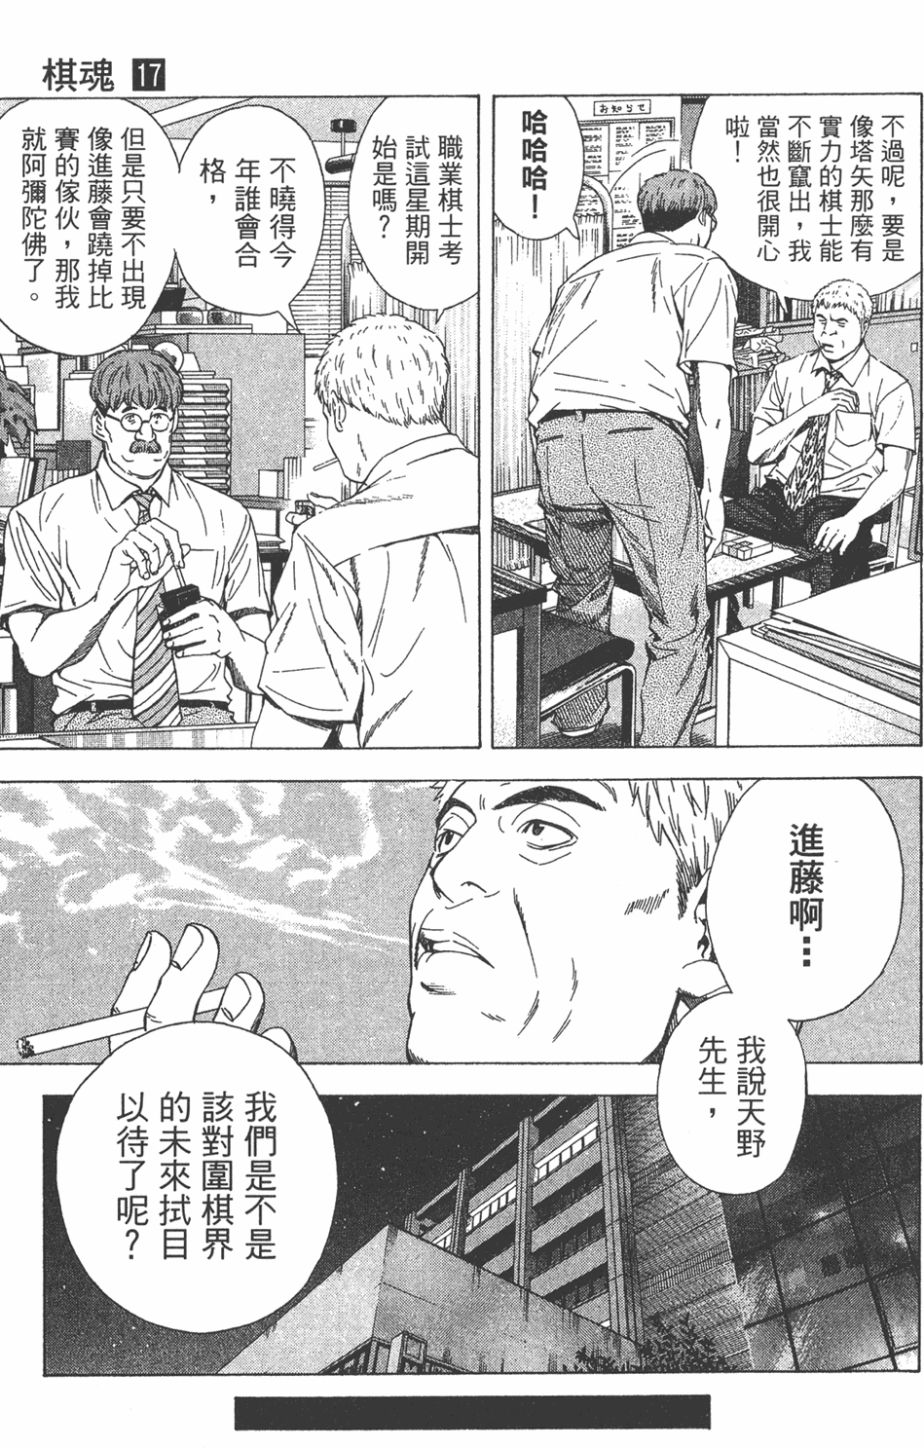 棋魂 17
不過呢，要是
像塔矢那麼有
實力的棋士能
不斷竄出，我
當然也很開心
啦！
お知らせ
哈哈哈！
職業棋士考
試這星期開
始是嗎？
不曉得今
年誰會合
格，
但是只要不出現
像進藤會蹺掉比
賽的傢伙，那我
就阿彌陀佛了。
進藤啊…
我說天野
先生，
我們是不是
該對圍棋界
的未來拭目
以待了呢？